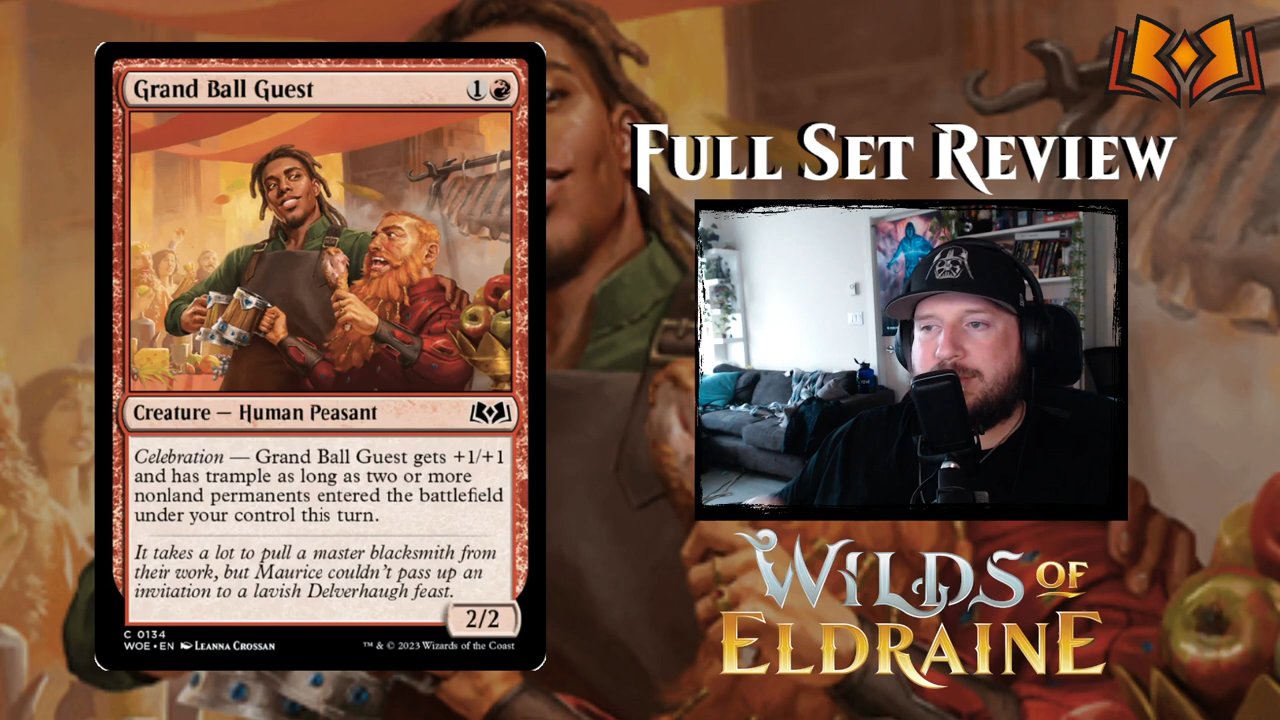 Grand Ball Guest
1
Creature — Human Peasant
Celebration — Grand Ball Guest gets +1/+1
and has trample as long as two or more
nonland permanents entered the battlefield
under your control this turn.
It takes a lot to pull a master blacksmith from
their work, but Maurice couldn't pass up an
invitation to a lavish Delverhaugh feast.
2/2
C 0134
WOE • EN Leanna Crossan
™ & © 2023 Wizards of the Coast
Full Set Review
Wilds of
Eldraine